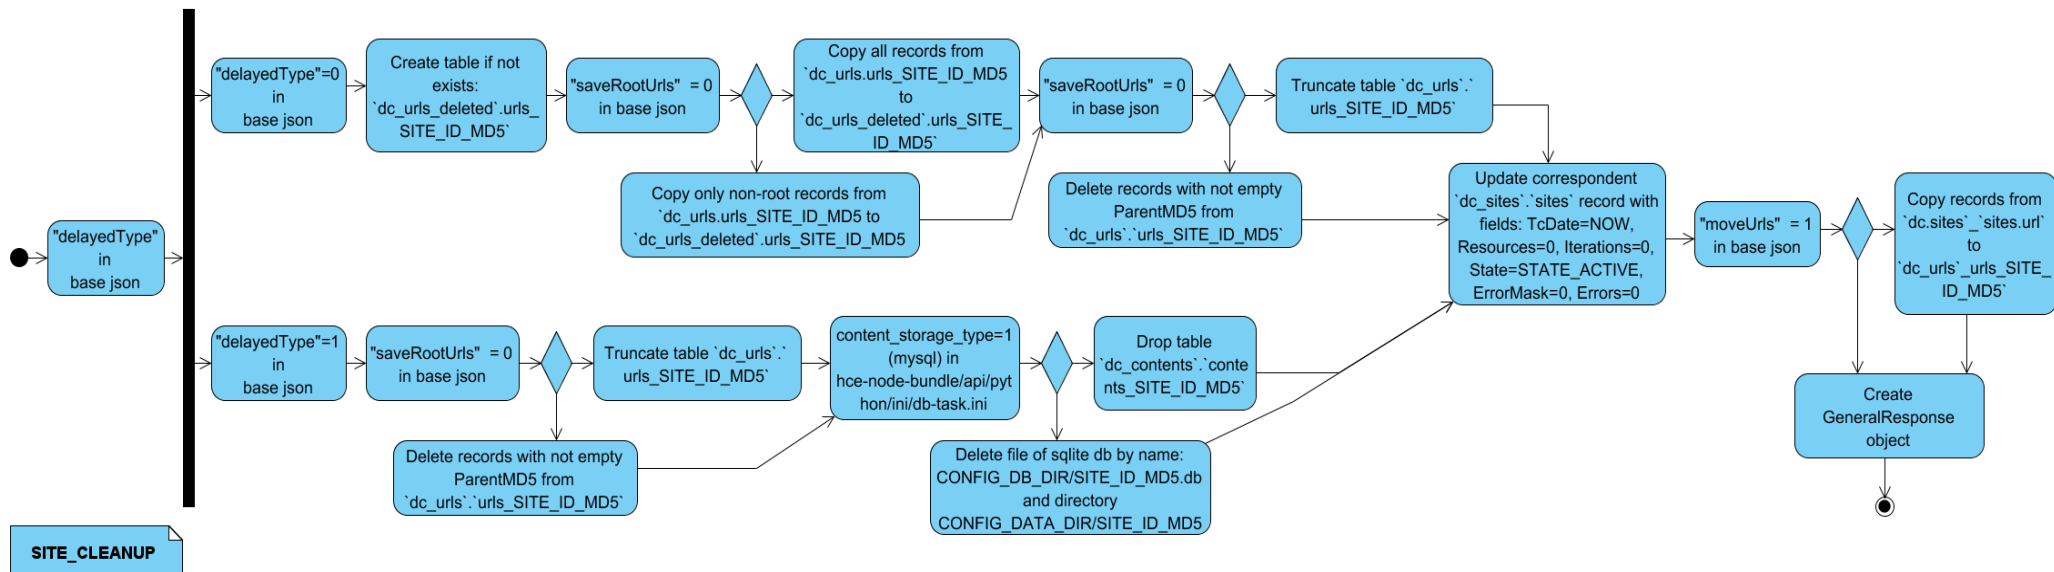 "delayedType"
in
base json
"delayedType"=0
in
base json
Create table if not
exists:
`dc_urls_deleted`.urls_
SITE_ID_MD5`
"saveRootUrls"  = 0
in base json
Copy all records from
`dc_urls.urls_SITE_ID_MD5
to
`dc_urls_deleted`.urls_SITE_
ID_MD5`
Copy only non-root records from
`dc_urls.urls_SITE_ID_MD5 to
`dc_urls_deleted`.urls_SITE_ID_MD5
"saveRootUrls"  = 0
in base json
Truncate table `dc_urls`.`
urls_SITE_ID_MD5`
Delete records with not empty
ParentMD5 from
`dc_urls`.`urls_SITE_ID_MD5`
Update correspondent
`dc_sites`.`sites` record with
fields: TcDate=NOW,
Resources=0, Iterations=0,
State=STATE_ACTIVE,
ErrorMask=0, Errors=0
"moveUrls"  = 1
in base json
Copy records from
`dc.sites`_`sites.url`
to
`dc_urls`_urls_SITE_
ID_MD5`
Create
GeneralResponse
object
"delayedType"=1
in
base json
"saveRootUrls"  = 0
in base json
Truncate table `dc_urls`.`
urls_SITE_ID_MD5`
Delete records with not empty
ParentMD5 from
`dc_urls`.`urls_SITE_ID_MD5`
content_storage_type=1
(mysql) in
hce-node-bundle/api/pyt
hon/ini/db-task.ini
Drop table
`dc_contents`.`conte
nts_SITE_ID_MD5`
Delete file of sqlite db by name:
CONFIG_DB_DIR/SITE_ID_MD5.db
and directory
CONFIG_DATA_DIR/SITE_ID_MD5
SITE_CLEANUP